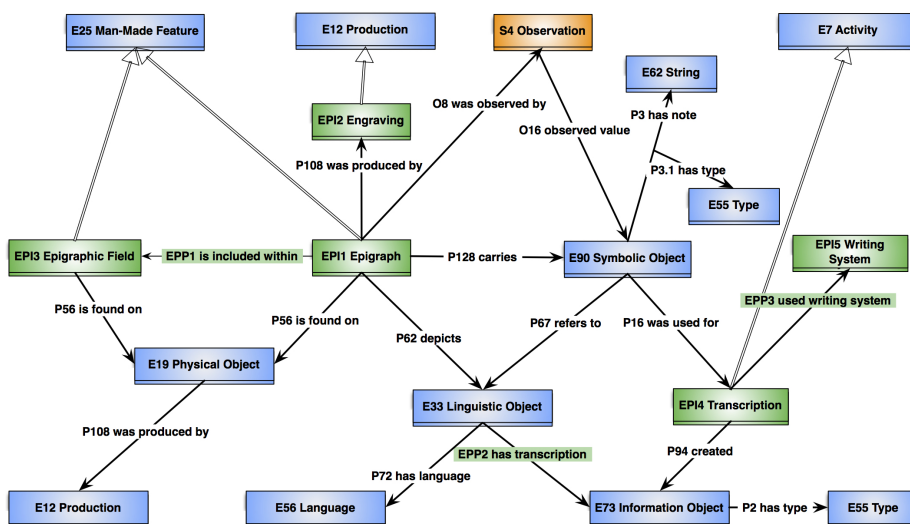 E25 Man-Made Feature
E12 Production
S4 Observation
E7 Activity
E62 String
O8 was observed by
EPI2 Engraving
P3 has note
O16 observed value
P108 was produced by
P3.1 has type
E55 Type
EPI3 Epigraphic Field
EPP1 is included within
EPI1 Epigraph
P128 carries
E90 Symbolic Object
EPI5 Writing
System
EPP3 used writing system
P56 is found on
P56 is found on
P67 refers to
P16 was used for
P62 depicts
E19 Physical Object
E33 Linguistic Object
EPI4 Transcription
P108 was produced by
EPP2 has transcription
P94 created
P72 has language
E12 Production
E56 Language
E73 Information Object
P2 has type
E55 Type